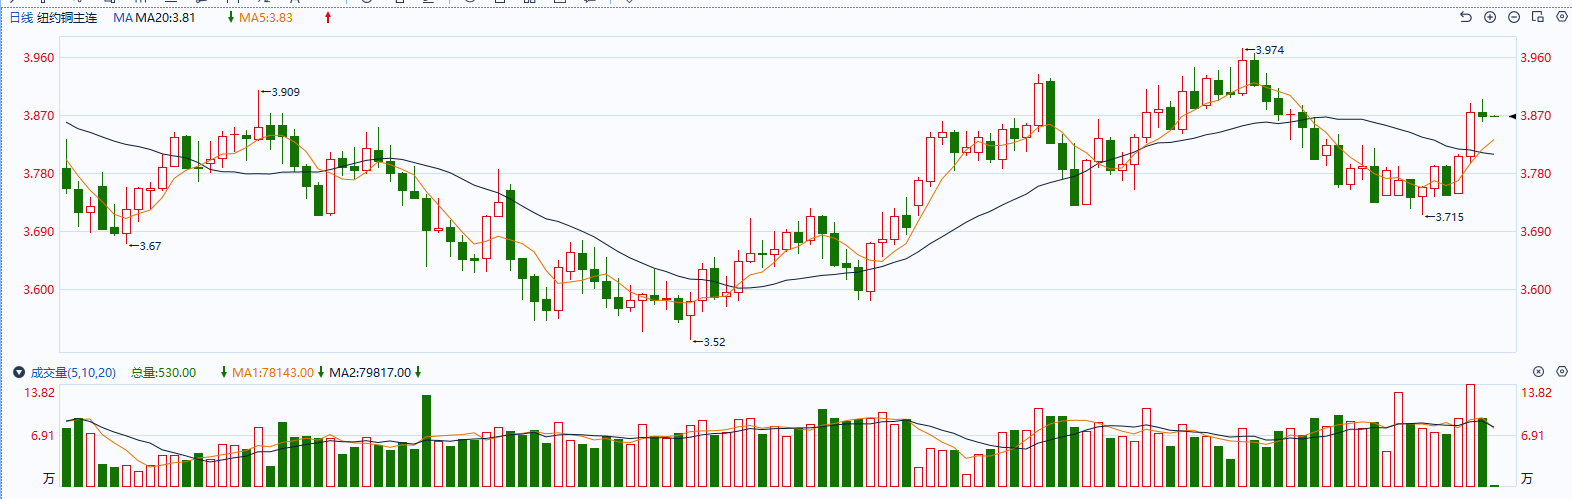 日线 纽约铜主连 MA MA20:3.81 ↓ MA5:3.83 ↑
3.960 ←3.974 3.960
←3.909
3.870 3.870
3.780 3.780
3.690 ←3.67 ←3.715 3.690
3.600 3.600
←3.52
成交量(5,10,20) 总量:530.00 ↓ MA1:78143.00 ↓ MA2:79817.00 ↓
13.82 13.82
6.91 6.91
万 万